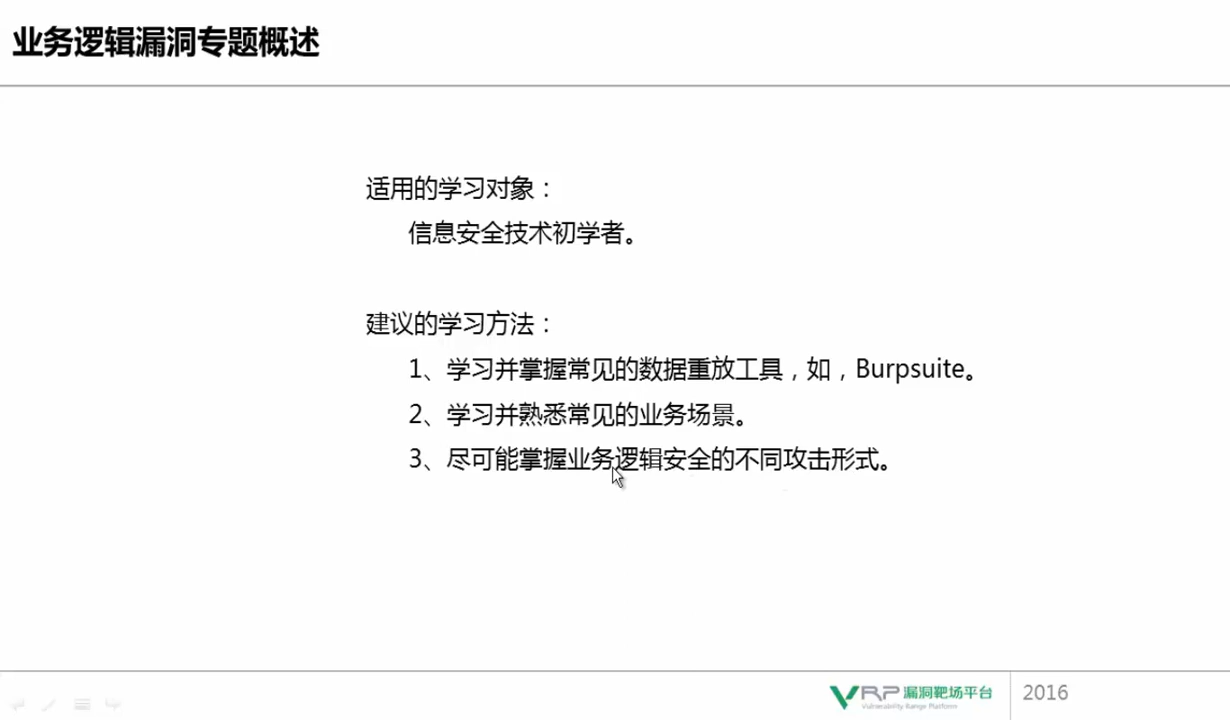 业务逻辑漏洞专题概述
适用的学习对象：
信息安全技术初学者。
建议的学习方法：
1、学习并掌握常见的数据重放工具，如，Burpsuite。
2、学习并熟悉常见的业务场景。
3、尽可能掌握业务逻辑安全的不同攻击形式。
VRP 漏洞靶场平台
Vulnerability Range Platform
2016